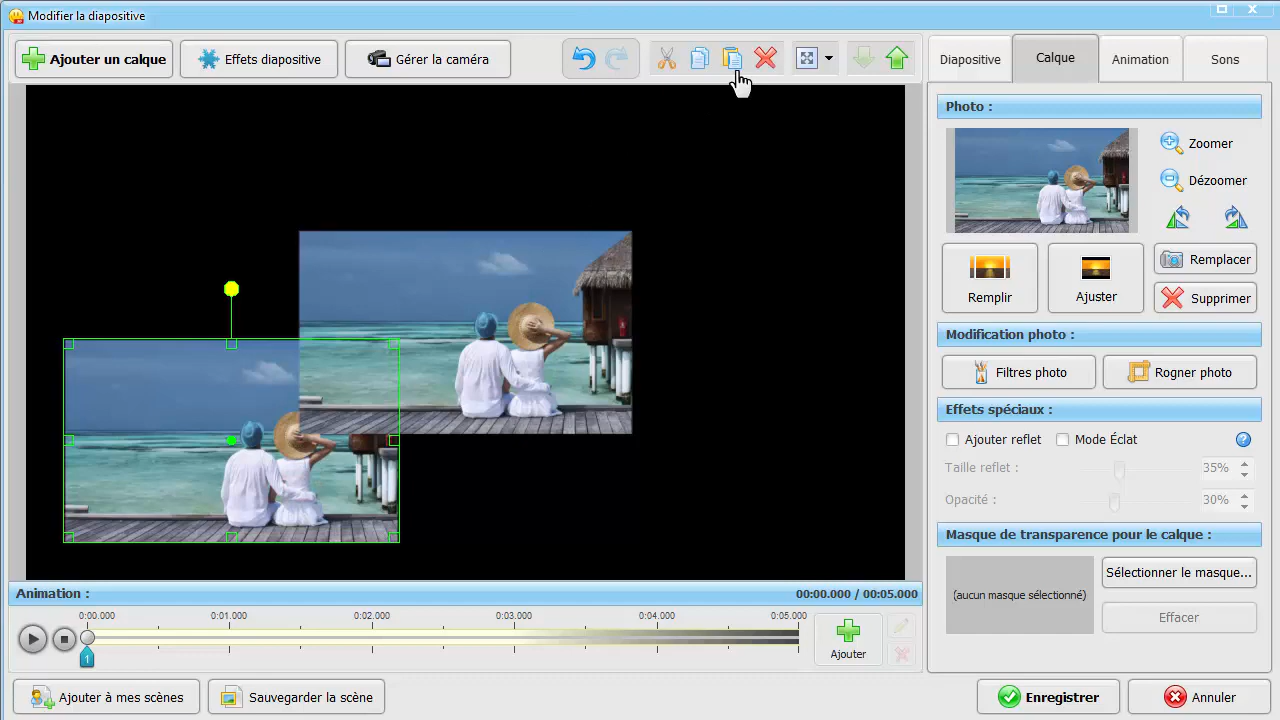 Modifier la diapositive
Ajouter un calque
Effets diapositive
Gérer la caméra
Diapositive
Calque
Animation
Sons
Photo :
Zoomer
Dézoomer
Remplir
Ajuster
Remplacer
Supprimer
Modification photo :
Filtres photo
Rogner photo
Effets spéciaux :
Ajouter reflet
Mode Éclat
?
Taille reflet :
35%
Opacité :
30%
Masque de transparence pour le calque :
(aucun masque sélectionné)
Sélectionner le masque...
Effacer
Animation :
00:00.000 / 00:05.000
0:00.000
0:01.000
0:02.000
0:03.000
0:04.000
0:05.000
1
Ajouter
Ajouter à mes scènes
Sauvegarder la scène
Enregistrer
Annuler